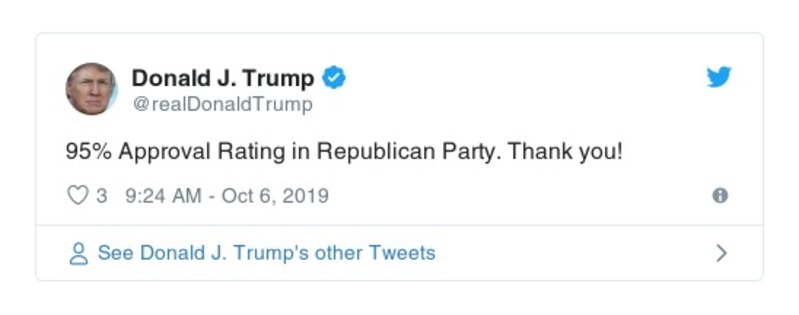 Donald J. Trump
@realDonaldTrump
95% Approval Rating in Republican Party. Thank you!
3 9:24 AM - Oct 6, 2019
See Donald J. Trump's other Tweets